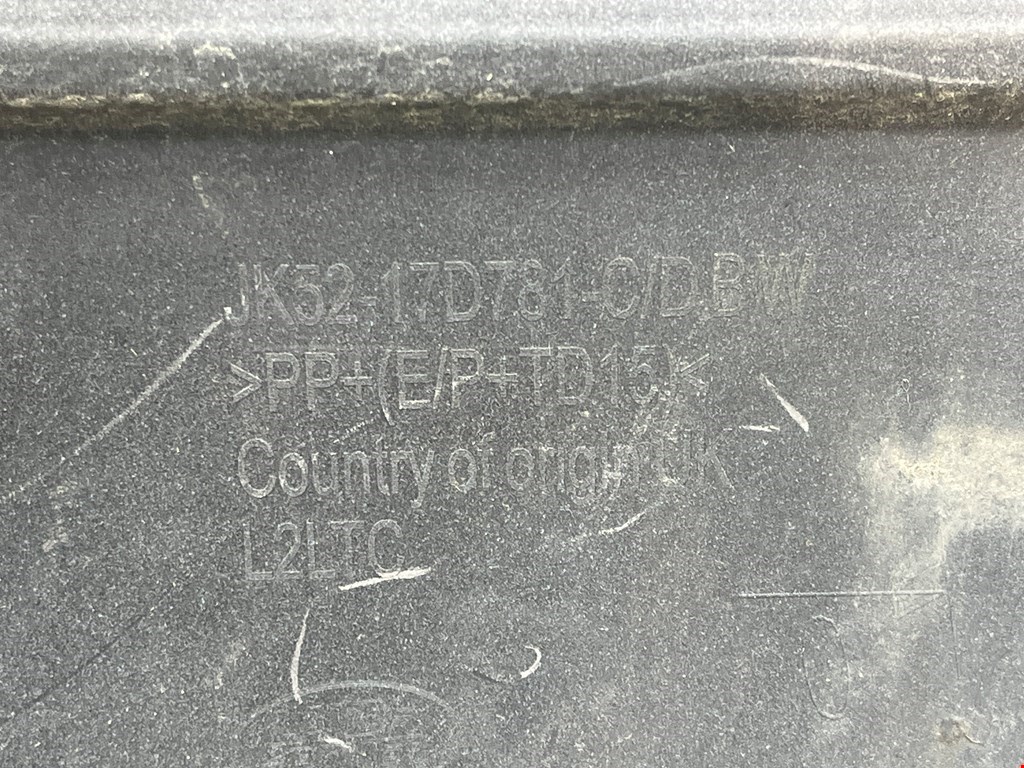 JK52-17D781-C/D.BW
>PP+(E/P+TD15)<
Country of origin UK
L2LTC